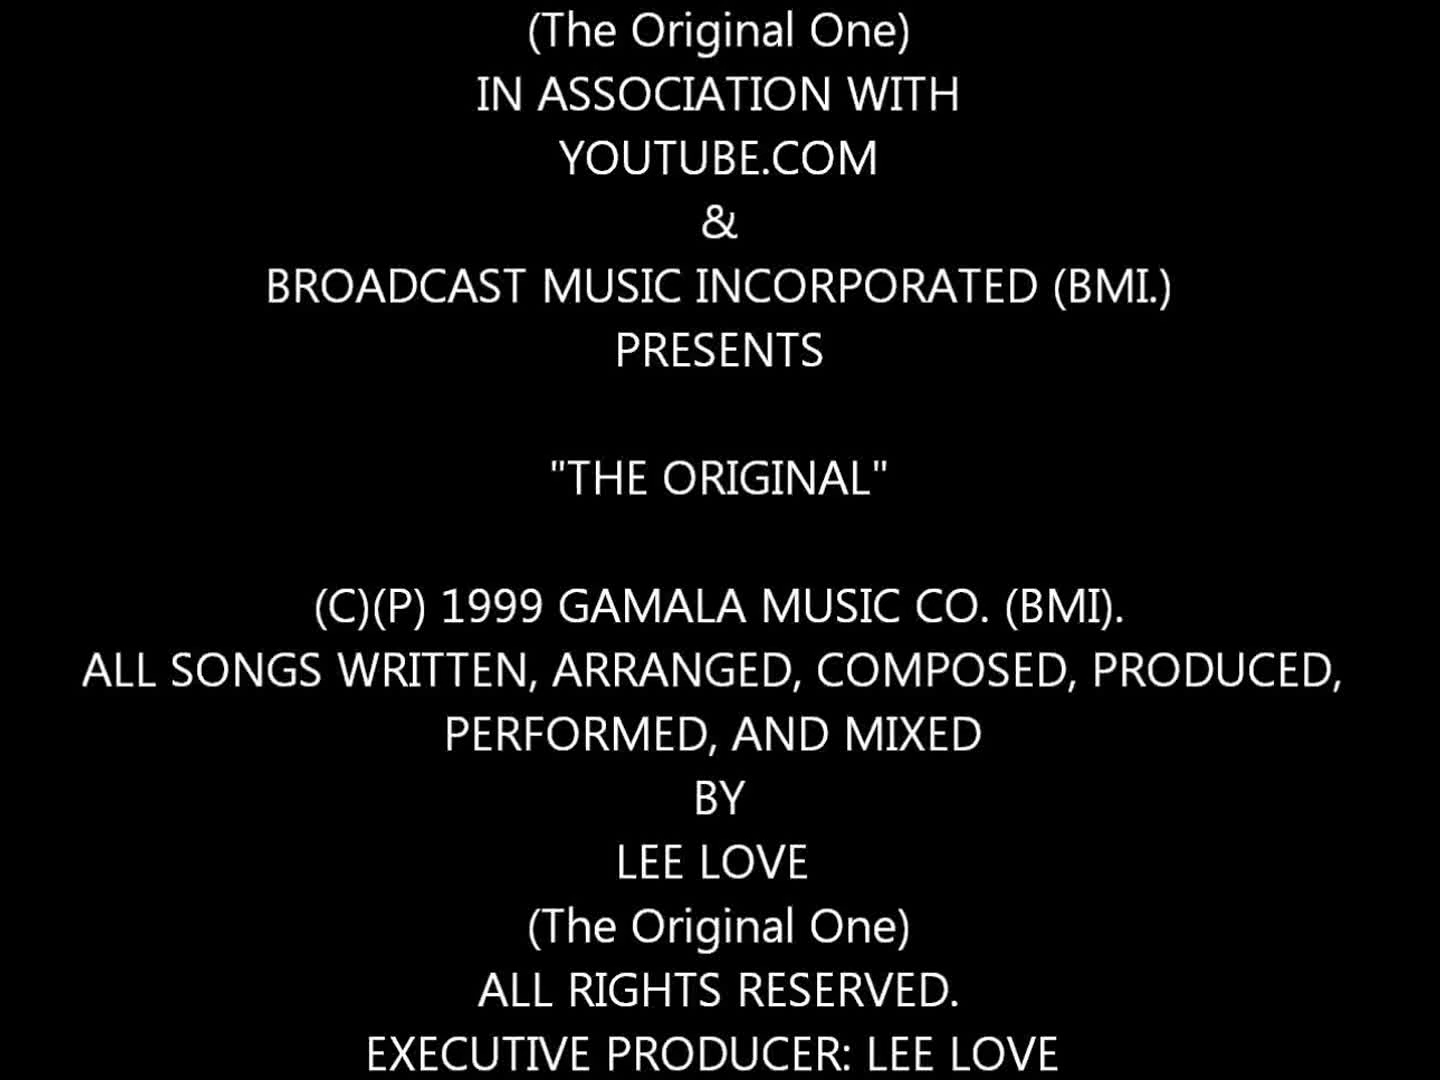 (The Original One)
IN ASSOCIATION WITH
YOUTUBE.COM
&
BROADCAST MUSIC INCORPORATED (BMI.)
PRESENTS
"THE ORIGINAL"
(C)(P) 1999 GAMALA MUSIC CO. (BMI).
ALL SONGS WRITTEN, ARRANGED, COMPOSED, PRODUCED,
PERFORMED, AND MIXED
BY
LEE LOVE
(The Original One)
ALL RIGHTS RESERVED.
EXECUTIVE PRODUCER: LEE LOVE